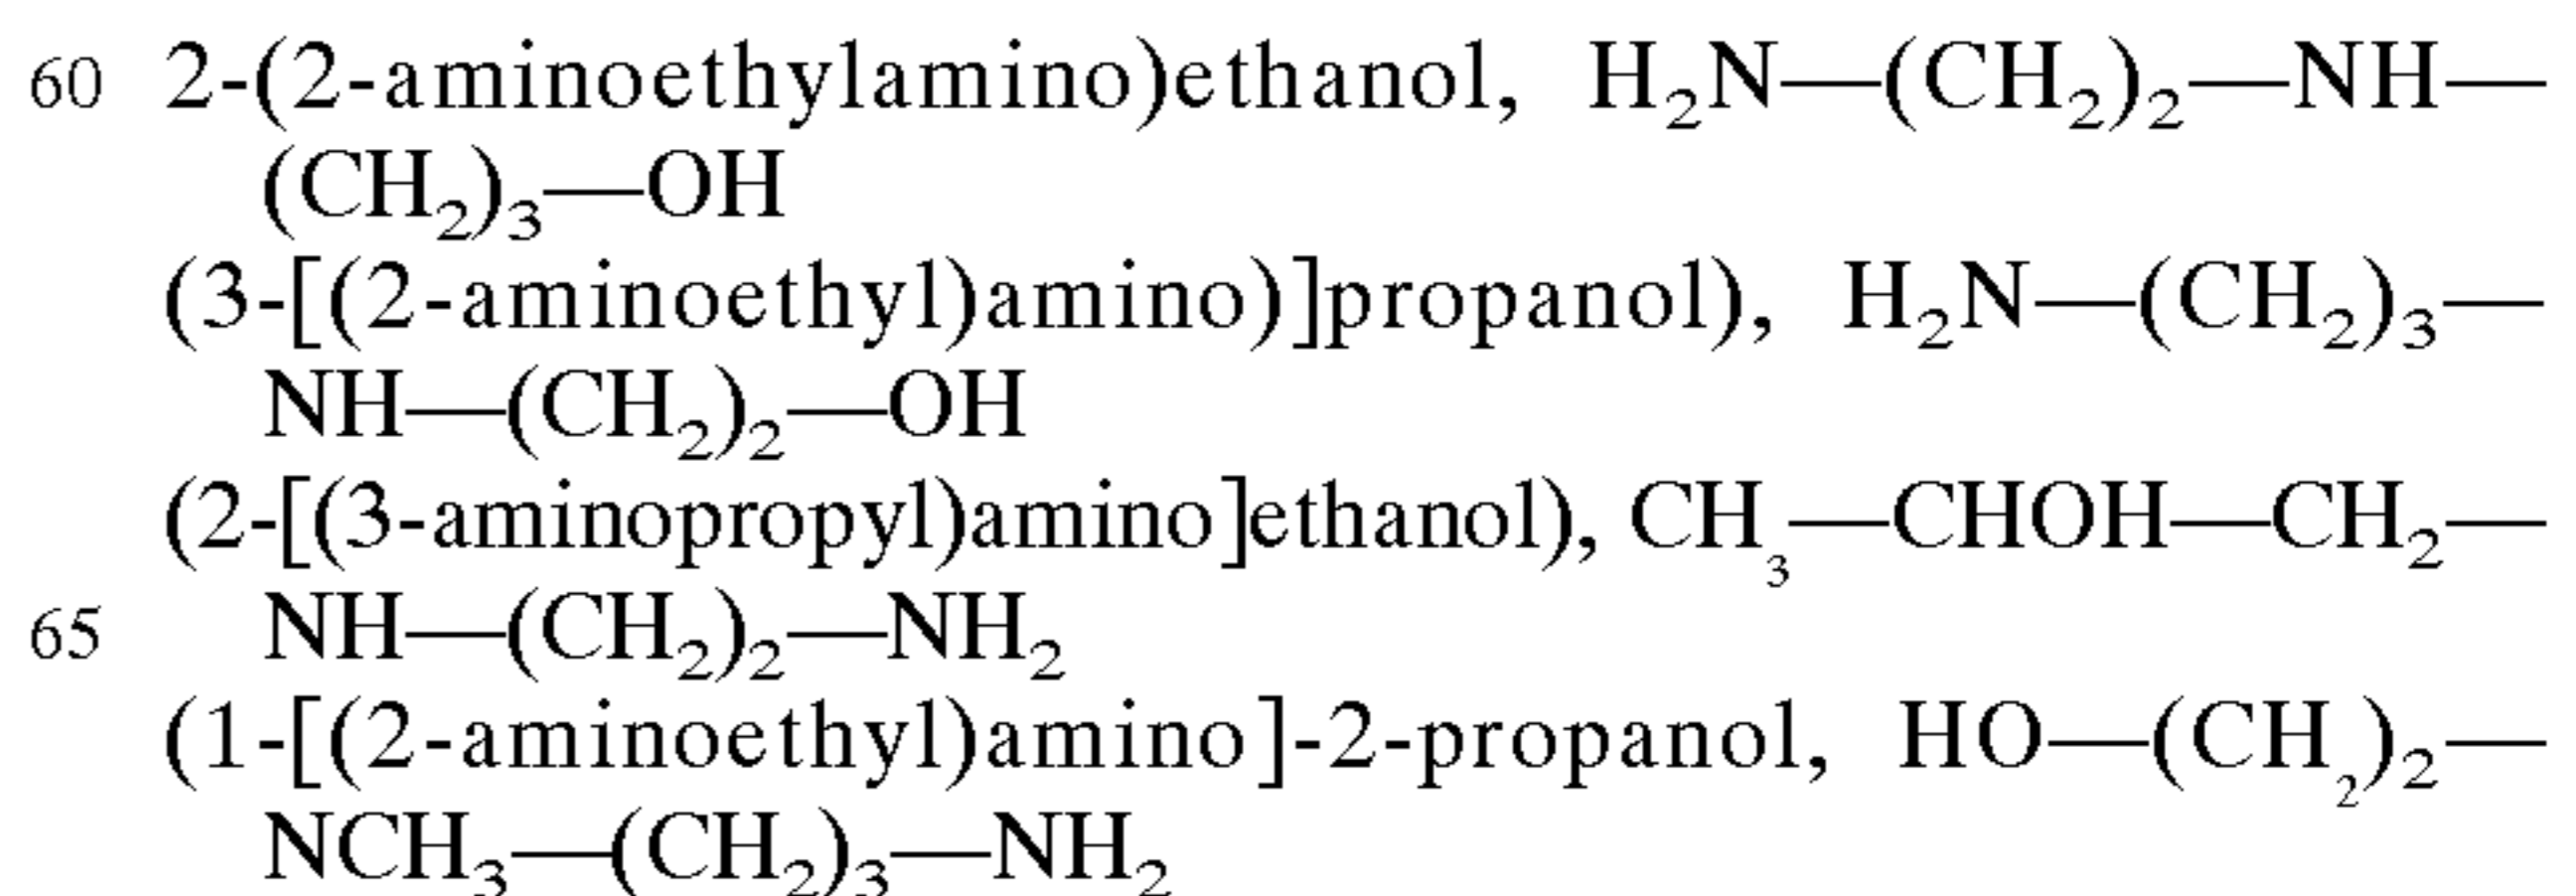 60 2-(2-aminoethylamino)ethanol, H₂N—(CH₂)₂—NH—
(CH₂)₃—OH
(3-[(2-aminoethyl)amino)]propanol), H₂N—(CH₂)₃—
NH—(CH₂)₂—OH
(2-[(3-aminopropyl)amino]ethanol), CH₃—CHOH—CH₂—
65 NH—(CH₂)₂—NH₂
(1-[(2-aminoethyl)amino]-2-propanol, HO—(CH₂)₂—
NCH₃—(CH₂)₃—NH₂